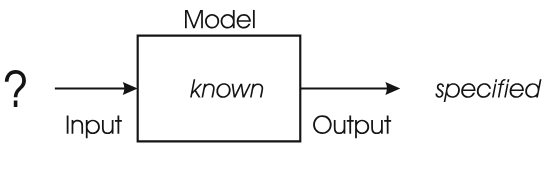 Model
?
known
specified
Input
Output